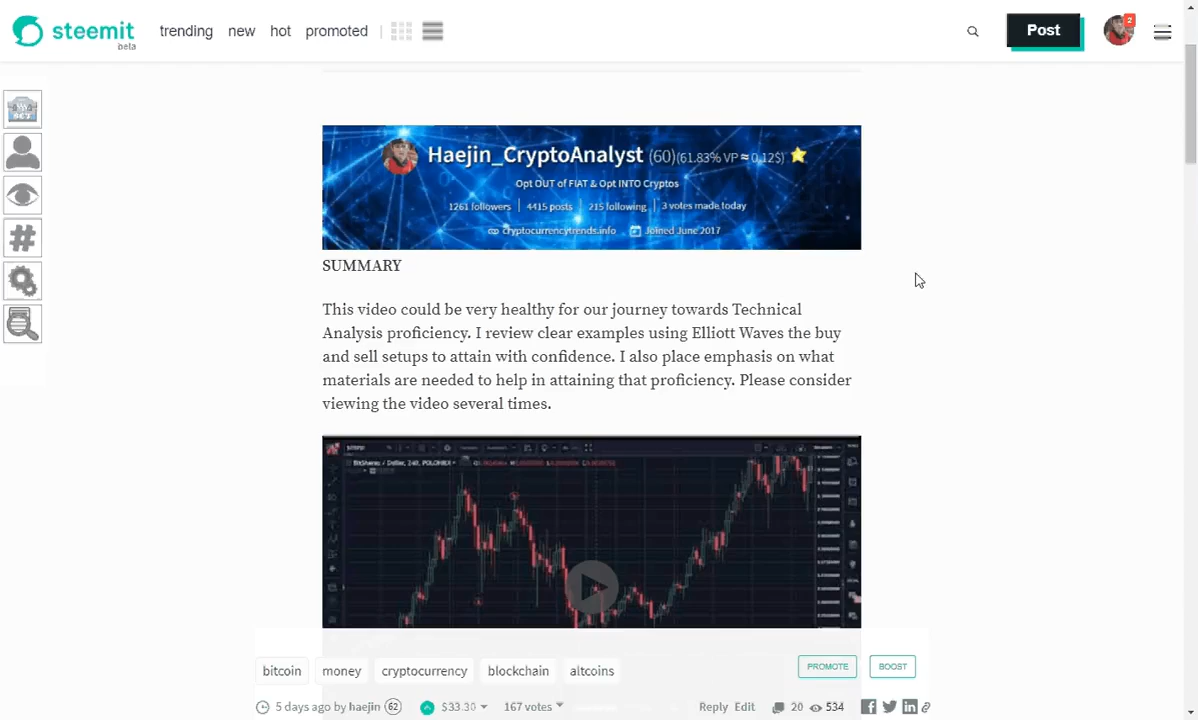 steemit
beta
trending new hot promoted
Post
2
Haejin_CryptoAnalyst (60)(61.83% VP ≈ 0.12$)
Opt OUT of FIAT & Opt INTO Cryptos
1261 followers | 4415 posts | 215 following | 3 votes made today
cryptocurrencytrends.info Joined June 2017
SUMMARY
This video could be very healthy for our journey towards Technical
Analysis proficiency. I review clear examples using Elliott Waves the buy
and sell setups to attain with confidence. I also place emphasis on what
materials are needed to help in attaining that proficiency. Please consider
viewing the video several times.
BitShares / Dollar, 240, POLONIEX
bitcoin money cryptocurrency blockchain altcoins
PROMOTE BOOST
5 days ago by haejin 62 $33.30 167 votes Reply Edit 20 534